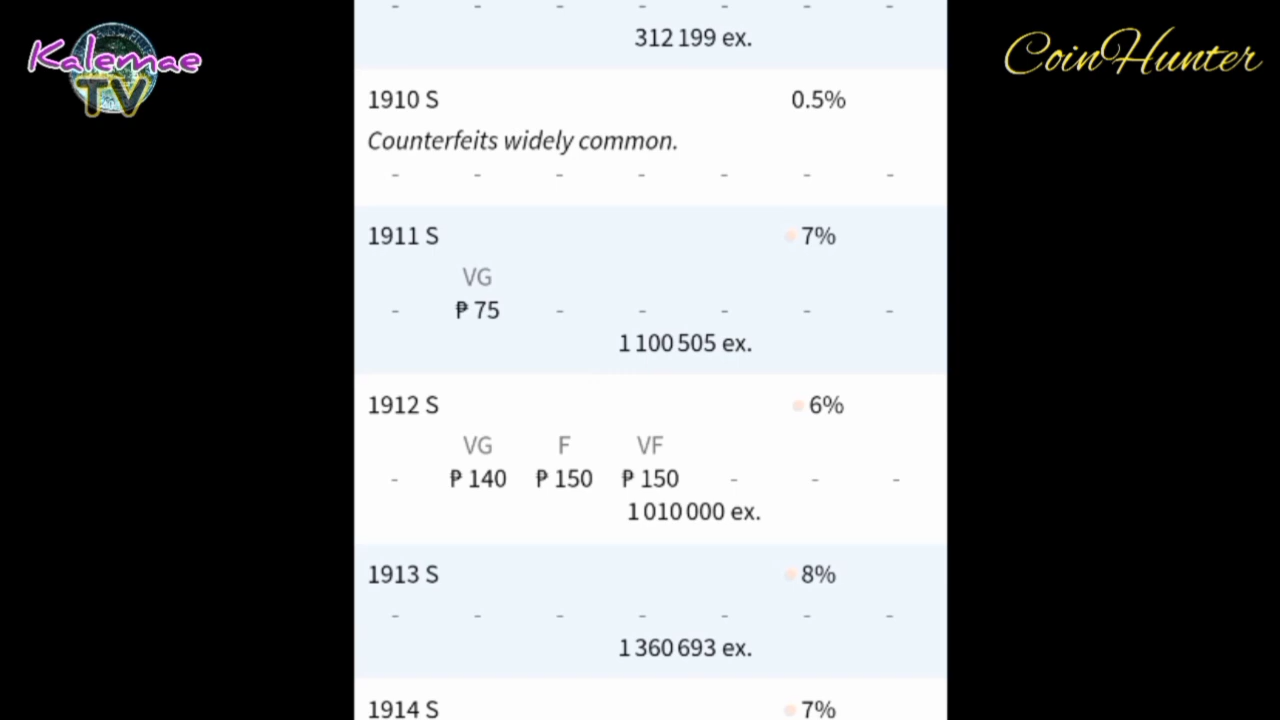 Kalemae
TV
CoinHunter
- - - - - - -
312 199 ex.
1910 S 0.5%
Counterfeits widely common.
- - - - - - -
1911 S 7%
VG
- ₱ 75 - - - - -
1 100 505 ex.
1912 S 6%
VG F VF
- ₱ 140 ₱ 150 ₱ 150 - - -
1 010 000 ex.
1913 S 8%
- - - - - - -
1 360 693 ex.
1914 S 7%